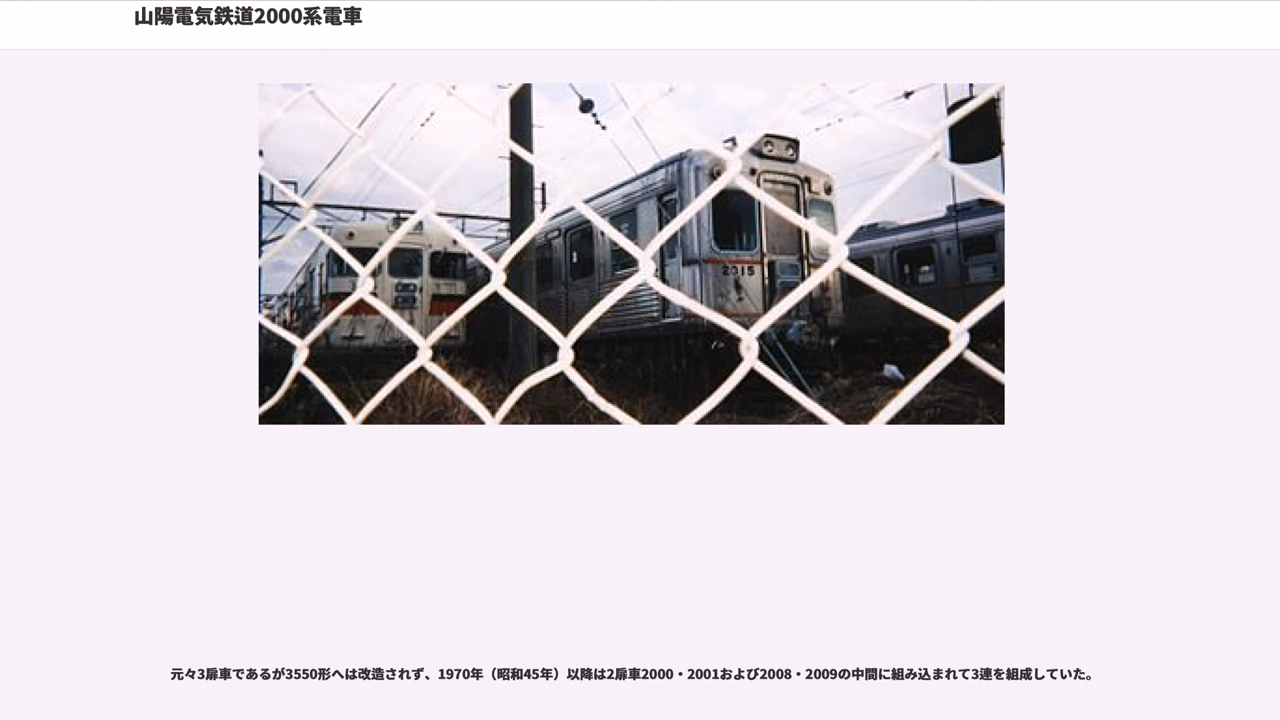 山陽電気鉄道2000系電車
2015
元々3扉車であるが3550形へは改造されず、1970年（昭和45年）以降は2扉車2000・2001および2008・2009の中間に組み込まれて3連を組成していた。